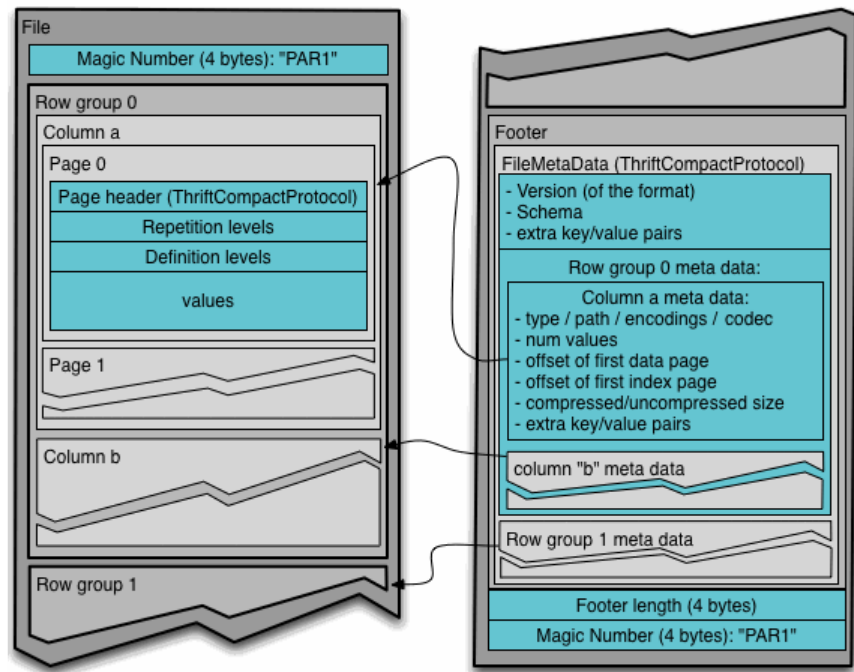 File
Magic Number (4 bytes): "PAR1"
Row group 0
Column a
Page 0
Page header (ThriftCompactProtocol)
Repetition levels
Definition levels
values
Page 1
Column b
Row group 1
Footer
FileMetaData (ThriftCompactProtocol)
- Version (of the format)
- Schema
- extra key/value pairs
Row group 0 meta data:
Column a meta data:
- type / path / encodings / codec
- num values
- offset of first data page
- offset of first index page
- compressed/uncompressed size
- extra key/value pairs
column "b" meta data
Row group 1 meta data
Footer length (4 bytes)
Magic Number (4 bytes): "PAR1"